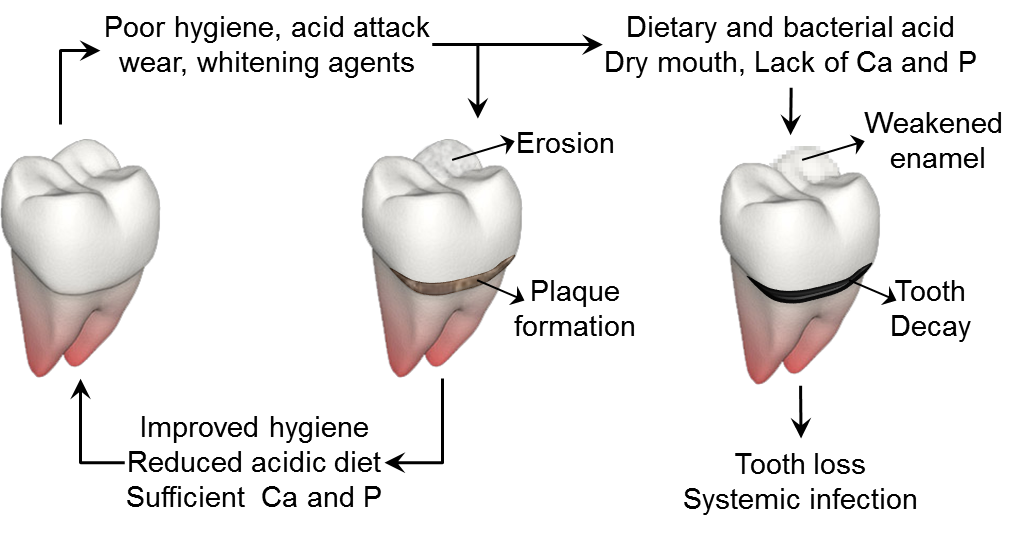 Poor hygiene, acid attack
wear, whitening agents
Dietary and bacterial acid
Dry mouth, Lack of Ca and P
Erosion
Weakened
enamel
Plaque
formation
Tooth
Decay
Improved hygiene
Reduced acidic diet
Sufficient Ca and P
Tooth loss
Systemic infection